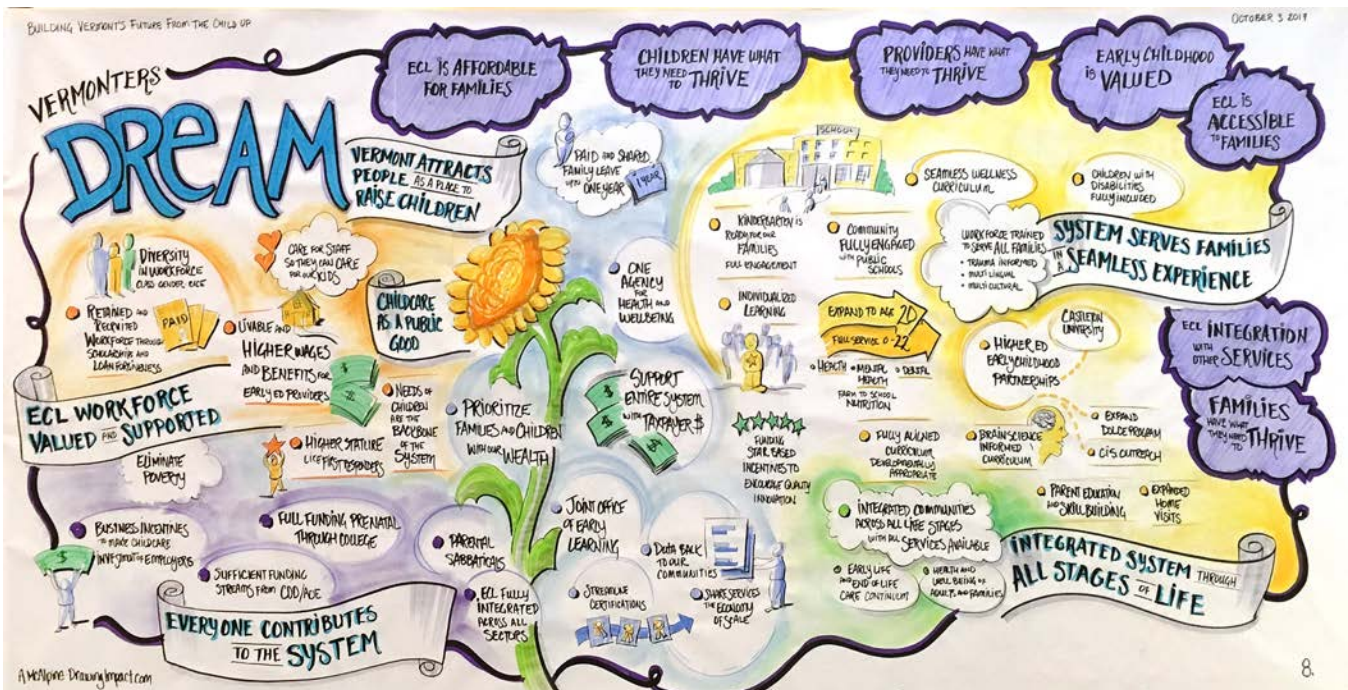 BUILDING VERMONT'S FUTURE FROM THE CHILD UP
OCTOBER 3 2019
VERMONTERS
DREAM
ECL IS AFFORDABLE
FOR FAMILIES
CHILDREN HAVE WHAT
THEY NEED TO THRIVE
PROVIDERS HAVE WHAT
THEY NEED TO THRIVE
EARLY CHILDHOOD
IS VALUED
ECL IS
ACCESSIBLE
TO FAMILIES
VERMONT ATTRACTS
PEOPLE AS A PLACE TO
RAISE CHILDREN
PAID AND SHARED
FAMILY LEAVE
UP TO ONE YEAR
1 YEAR
SCHOOL
SEAMLESS WELLNESS
CURRICULUM
CHILDREN WITH
DISABILITIES
FULLY INCLUDED
DIVERSITY
IN WORKFORCE
CLASS GENDER RACE
CARE FOR STAFF
SO THEY CAN CARE
FOR OUR KIDS
CHILDCARE
AS A PUBLIC
GOOD
ONE
AGENCY
FOR
HEALTH AND
WELLBEING
KINDERGARTEN IS
READY FOR OUR
FAMILIES
FULL ENGAGEMENT
COMMUNITY
FULLY ENGAGED
WITH PUBLIC
SCHOOLS
WORKFORCE TRAINED
TO SERVE ALL FAMILIES
• TRAUMA INFORMED
• MULTI LINGUAL
• MULTI CULTURAL
SYSTEM SERVES FAMILIES
IN A SEAMLESS EXPERIENCE
RETAINED AND
RECRUITED
WORKFORCE THROUGH
SCHOLARSHIPS AND
LOAN FORGIVENESS
PAID
LIVABLE AND
HIGHER WAGES
AND BENEFITS FOR
EARLY ED PROVIDERS
INDIVIDUALIZED
LEARNING
EXPAND TO AGE 20
FULL SERVICE 0-22
• HEALTH • MENTAL HEALTH • DENTAL
FARM TO SCHOOL
NUTRITION
CASTLETON
UNIVERSITY
HIGHER ED
EARLY CHILDHOOD
PARTNERSHIPS
ECL INTEGRATION
WITH
OTHER SERVICES
ECL WORKFORCE
VALUED AND SUPPORTED
NEEDS OF
CHILDREN
ARE THE
BACKBONE
OF THE
SYSTEM
PRIORITIZE
FAMILIES AND CHILDREN
WITH OUR WEALTH
SUPPORT
ENTIRE SYSTEM
WITH TAXPAYER $
FUNDING
STAR BASED
INCENTIVES TO
ENCOURAGE QUALITY
INNOVATION
FULLY ALIGNED
CURRICULUM
DEVELOPMENTALLY
APPROPRIATE
BRAIN SCIENCE
INFORMED
CURRICULUM
EXPAND
DULCE PROGRAM
CIS OUTREACH
FAMILIES
HAVE WHAT
THEY NEED TO THRIVE
HIGHER STATURE
LIKE FIRST RESPONDERS
ELIMINATE
POVERTY
PARENT EDUCATION
AND SKILL BUILDING
EXPANDED
HOME
VISITS
BUSINESS INCENTIVES
TO MAKE CHILDCARE
INVESTMENT IN EMPLOYERS
FULL FUNDING PRENATAL
THROUGH COLLEGE
PARENTAL
SABBATICALS
JOINT OFFICE
OF EARLY
LEARNING
DATA BACK
TO OUR
COMMUNITIES
INTEGRATED COMMUNITIES
ACROSS ALL LIFE STAGES
WITH ALL SERVICES AVAILABLE
INTEGRATED SYSTEM THROUGH
ALL STAGES OF LIFE
SUFFICIENT FUNDING
STREAMS FROM CDD/AOE
ECL FULLY
INTEGRATED
ACROSS ALL
SECTORS
STREAMLINE
CERTIFICATIONS
SHARE SERVICES
THE ECONOMY
OF SCALE
EARLY LIFE
AND END OF LIFE
CARE CONTINUUM
HEALTH AND
WELL BEING OF
ADULTS AND FAMILIES
EVERYONE CONTRIBUTES
TO THE SYSTEM
A McAlpine DrawingImpact.com
8.